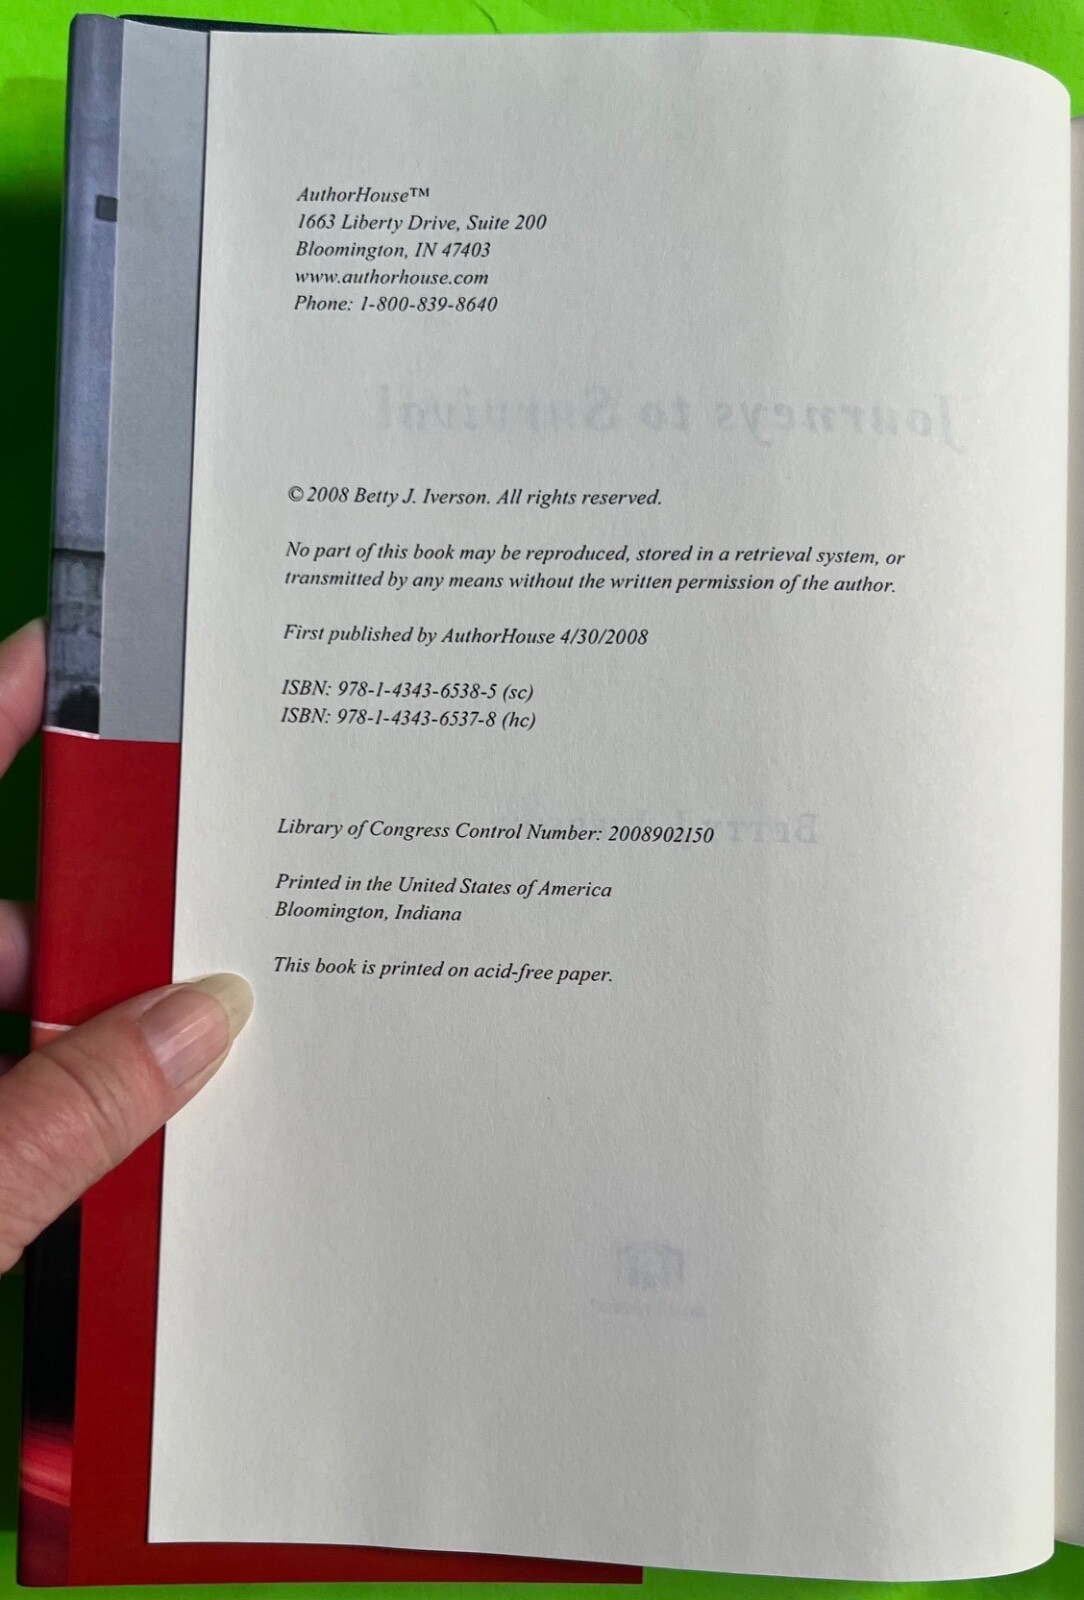 AuthorHouse™
1663 Liberty Drive, Suite 200
Bloomington, IN 47403
www.authorhouse.com
Phone: 1-800-839-8640
Journeys to Survival
© 2008 Betty J. Iverson. All rights reserved.
No part of this book may be reproduced, stored in a retrieval system, or
transmitted by any means without the written permission of the author.
First published by AuthorHouse 4/30/2008
ISBN: 978-1-4343-6538-5 (sc)
ISBN: 978-1-4343-6537-8 (hc)
Library of Congress Control Number: 2008902150
Betty
Printed in the United States of America
Bloomington, Indiana
This book is printed on acid-free paper.